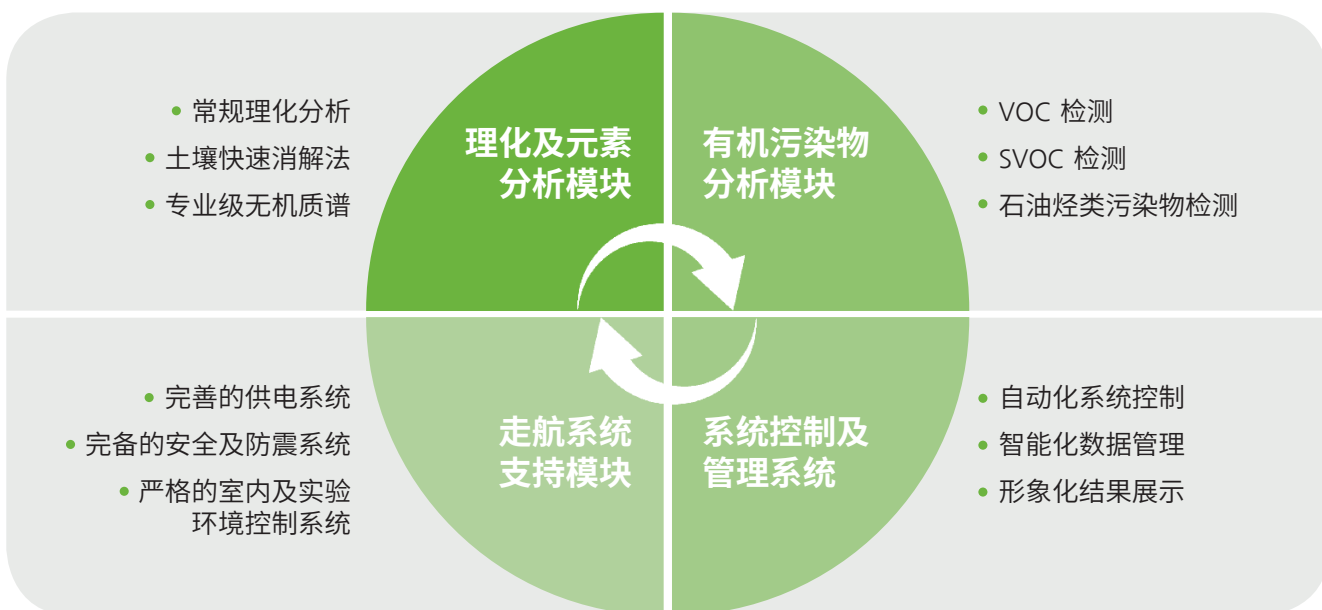 • 常规理化分析
• 土壤快速消解法
• 专业级无机质谱
理化及元素
分析模块
有机污染物
分析模块
• VOC 检测
• SVOC 检测
• 石油烃类污染物检测
• 完善的供电系统
• 完备的安全及防震系统
• 严格的室内及实验
环境控制系统
走航系统
支持模块
系统控制及
管理系统
• 自动化系统控制
• 智能化数据管理
• 形象化结果展示